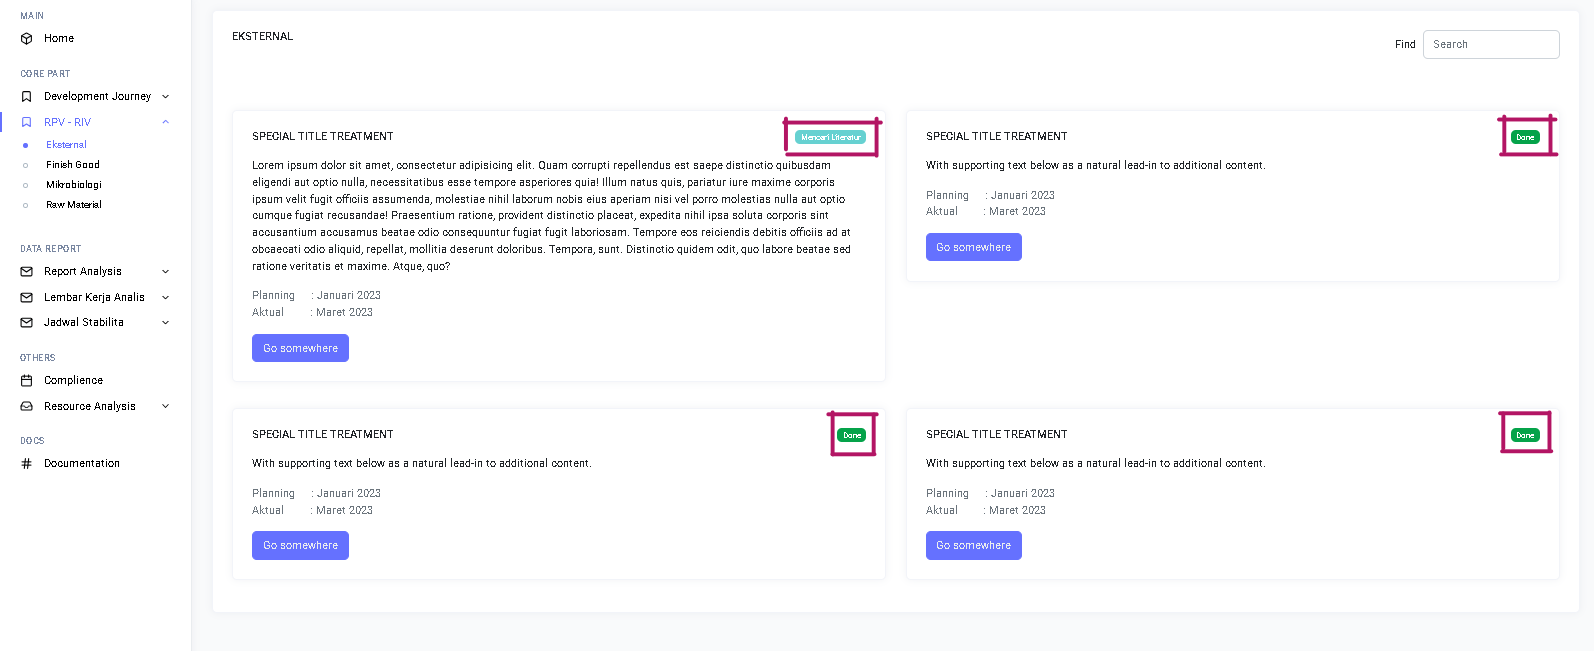 MAIN
Home
CORE PART
Development Journey
RPV - RIV
Eksternal
Finish Good
Mikrobiologi
Raw Material
DATA REPORT
Report Analysis
Lembar Kerja Analis
Jadwal Stabilita
OTHERS
Complience
Resource Analysis
DOCS
Documentation
EKSTERNAL
Find Search
SPECIAL TITLE TREATMENT Mencari Literatur
Lorem ipsum dolor sit amet, consectetur adipisicing elit. Quam corrupti repellendus est saepe distinctio quibusdam
eligendi aut optio nulla, necessitatibus esse tempore asperiores quia! Illum natus quis, pariatur iure maxime corporis
ipsum velit fugit officiis assumenda, molestiae nihil laborum nobis eius aperiam nisi vel porro molestias nulla aut optio
cumque fugiat recusandae! Praesentium ratione, provident distinctio placeat, expedita nihil ipsa soluta corporis sint
accusantium accusamus beatae odio consequuntur fugiat fugit laboriosam. Tempore eos reiciendis debitis officiis ad at
obcaecati odio aliquid, repellat, mollitia deserunt doloribus. Tempora, sunt. Distinctio quidem odit, quo labore beatae sed
ratione veritatis et maxime. Atque, quo?
Planning : Januari 2023
Aktual : Maret 2023
Go somewhere
SPECIAL TITLE TREATMENT Done
With supporting text below as a natural lead-in to additional content.
Planning : Januari 2023
Aktual : Maret 2023
Go somewhere
SPECIAL TITLE TREATMENT Done
With supporting text below as a natural lead-in to additional content.
Planning : Januari 2023
Aktual : Maret 2023
Go somewhere
SPECIAL TITLE TREATMENT Done
With supporting text below as a natural lead-in to additional content.
Planning : Januari 2023
Aktual : Maret 2023
Go somewhere